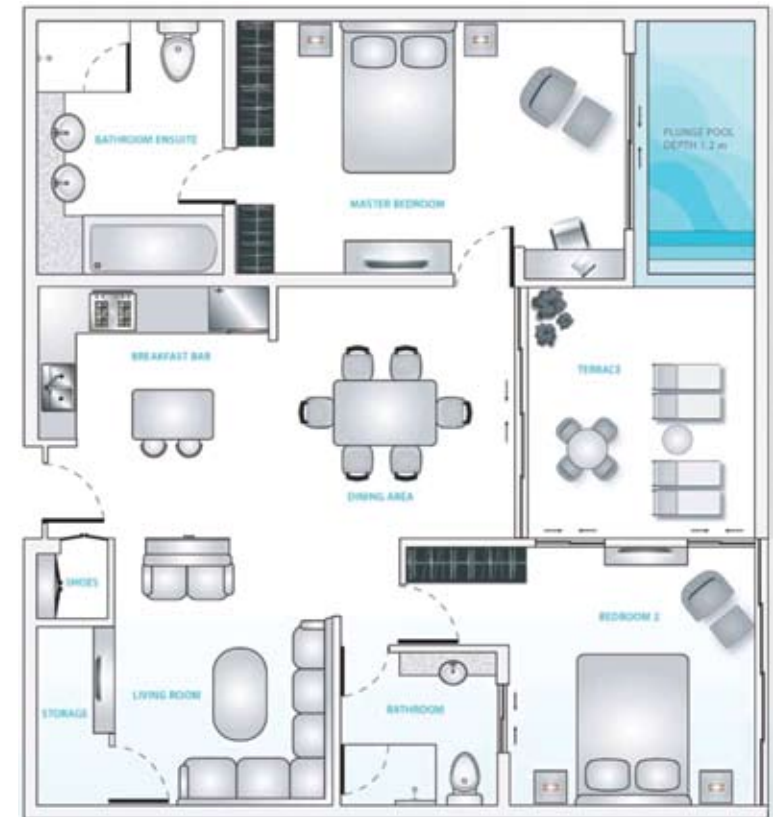 BATHROOM ENSUITE
MASTER BEDROOM
PLUNGE POOL
DEPTH 1.2 m
BREAKFAST BAR
TERRACE
DINING AREA
SHOES
BEDROOM 2
LIVING ROOM
STORAGE
BATHROOM